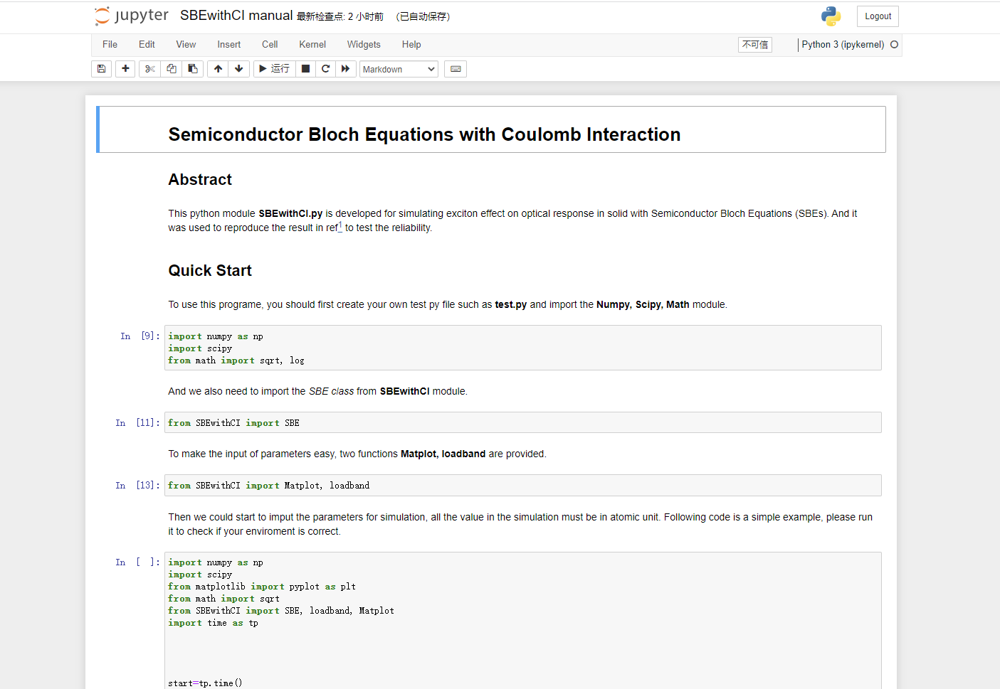 jupyter SBEwithCI manual 最新检查点: 2 小时前 (已自动保存) Logout
File Edit View Insert Cell Kernel Widgets Help 不可信 Python 3 (ipykernel)
运行 Markdown
Semiconductor Bloch Equations with Coulomb Interaction
Abstract
This python module SBEwithCI.py is developed for simulating exciton effect on optical response in solid with Semiconductor Bloch Equations (SBEs). And it
was used to reproduce the result in ref1 to test the reliability.
Quick Start
To use this programe, you should first create your own test py file such as test.py and import the Numpy, Scipy, Math module.
In [9]: import numpy as np
import scipy
from math import sqrt, log
And we also need to import the SBE class from SBEwithCI module.
In [11]: from SBEwithCI import SBE
To make the input of parameters easy, two functions Matplot, loadband are provided.
In [13]: from SBEwithCI import Matplot, loadband
Then we could start to imput the parameters for simulation, all the value in the simulation must be in atomic unit. Following code is a simple example, please run
it to check if your enviroment is correct.
In [ ]: import numpy as np
import scipy
from matplotlib import pyplot as plt
from math import sqrt
from SBEwithCI import SBE, loadband, Matplot
import time as tp
start=tp.time()